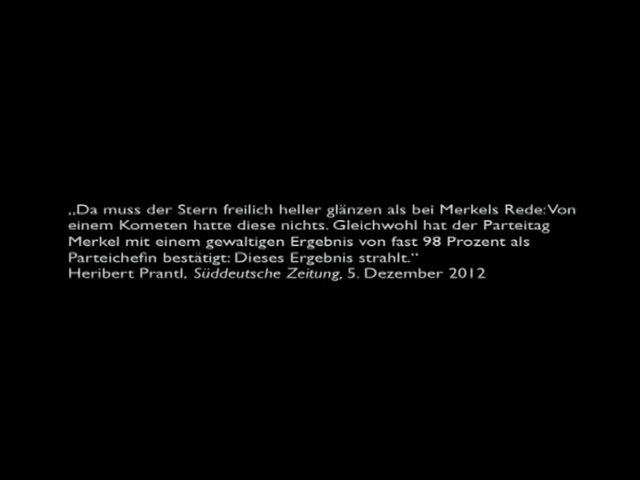 „Da muss der Stern freilich heller glänzen als bei Merkels Rede: Von
einem Kometen hatte diese nichts. Gleichwohl hat der Parteitag
Merkel mit einem gewaltigen Ergebnis von fast 98 Prozent als
Parteichefin bestätigt: Dieses Ergebnis strahlt.“
Heribert Prantl, Süddeutsche Zeitung, 5. Dezember 2012